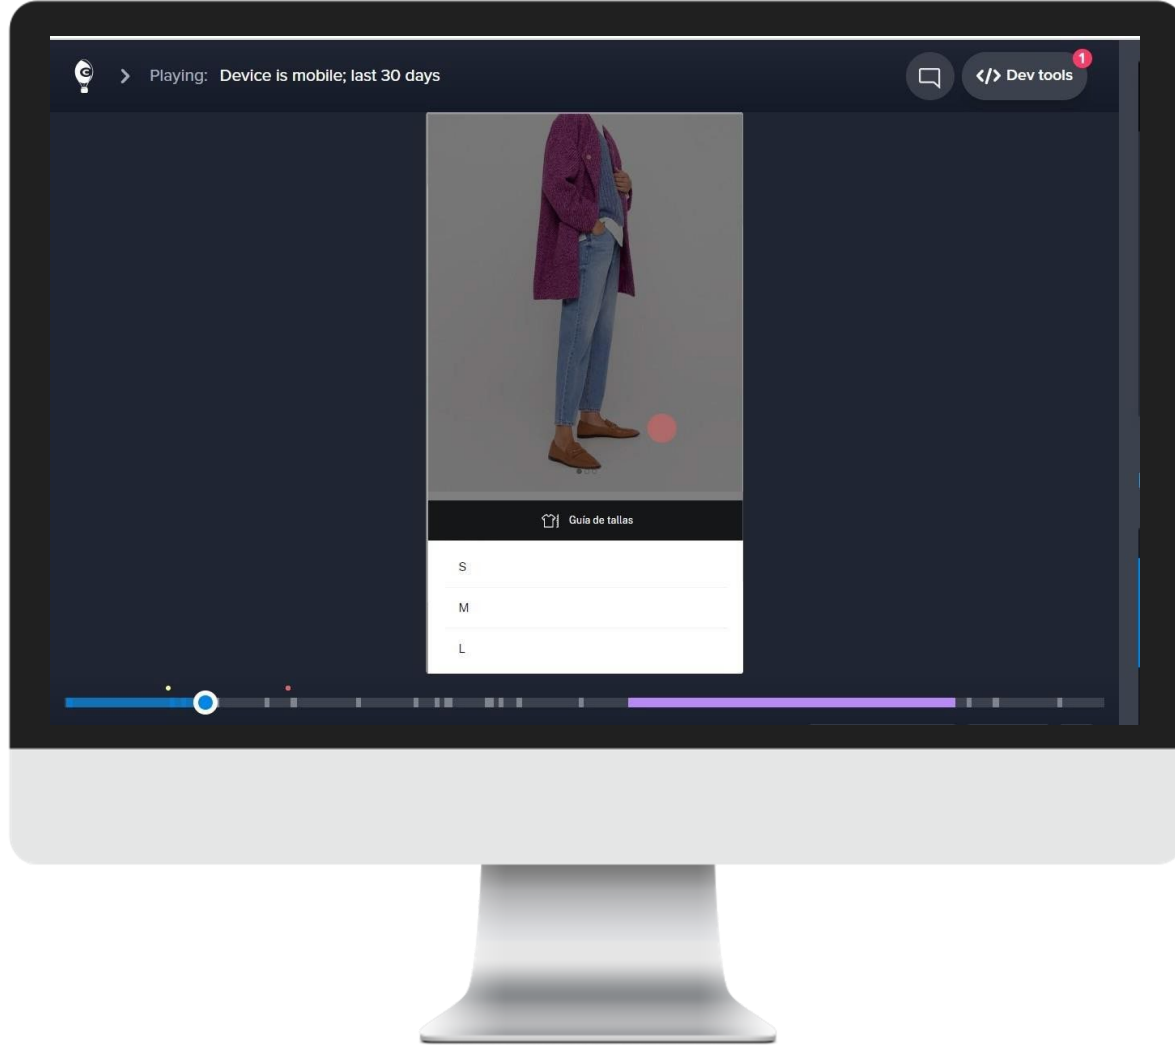 G
Playing: Device is mobile; last 30 days
</> Dev tools
1
Guía de tallas
S
M
L